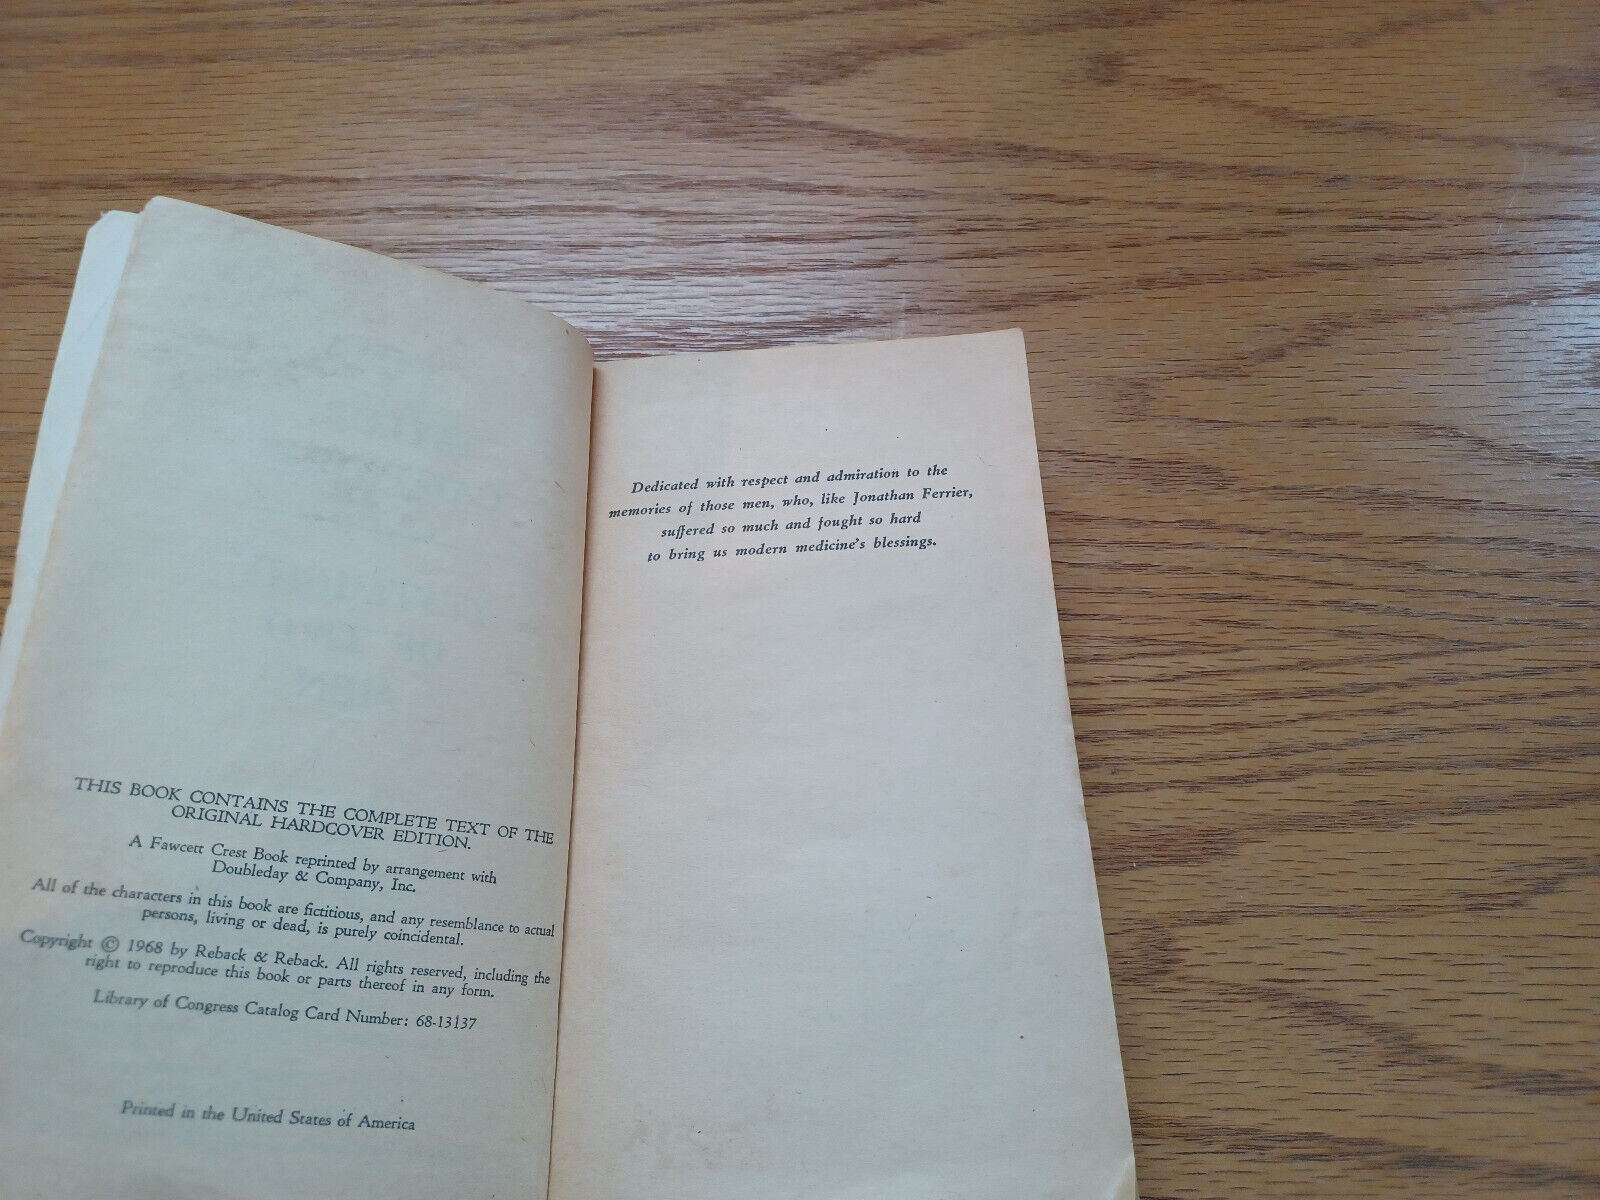 THIS BOOK CONTAINS THE COMPLETE TEXT OF THE
ORIGINAL HARDCOVER EDITION.
A Fawcett Crest Book reprinted by arrangement with
Doubleday & Company, Inc.
All of the characters in this book are fictitious, and any resemblance to actual
persons, living or dead, is purely coincidental.
Copyright © 1968 by Reback & Reback. All rights reserved, including the
right to reproduce this book or parts thereof in any form.
Library of Congress Catalog Card Number: 68-13137
Printed in the United States of America
Dedicated with respect and admiration to the
memories of those men, who, like Jonathan Ferrier,
suffered so much and fought so hard
to bring us modern medicine's blessings.